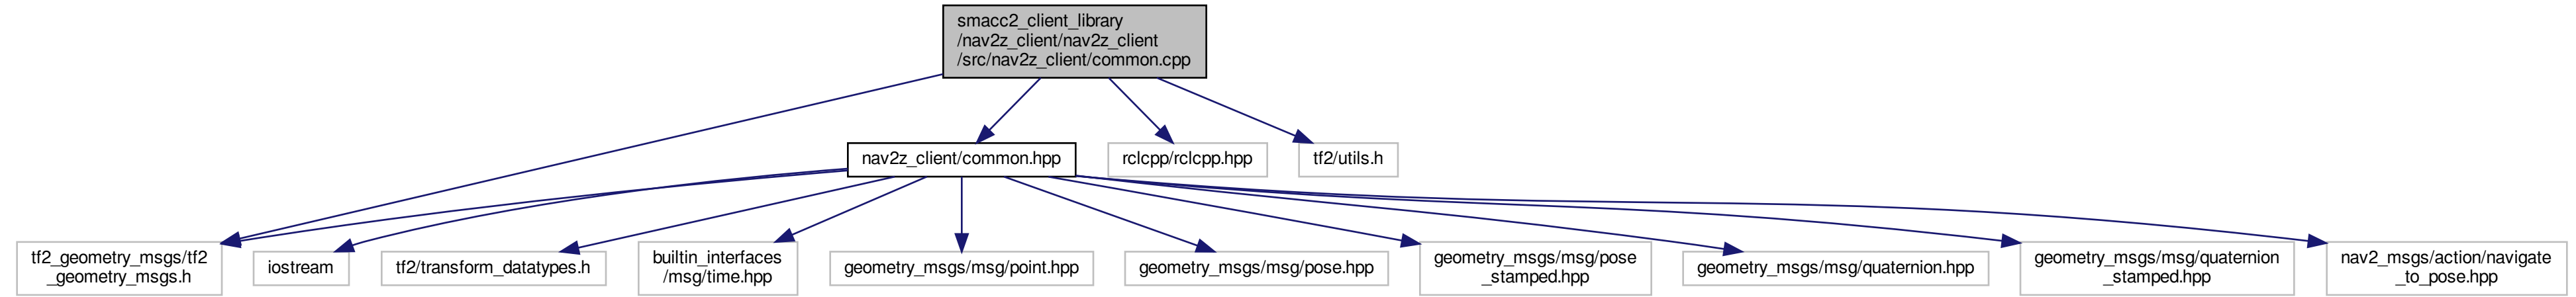 smacc2_client_library
/nav2z_client/nav2z_client
/src/nav2z_client/common.cpp
nav2z_client/common.hpp
rclcpp/rclcpp.hpp
tf2/utils.h
tf2_geometry_msgs/tf2
_geometry_msgs.h
iostream
tf2/transform_datatypes.h
builtin_interfaces
/msg/time.hpp
geometry_msgs/msg/point.hpp
geometry_msgs/msg/pose.hpp
geometry_msgs/msg/pose
_stamped.hpp
geometry_msgs/msg/quaternion.hpp
geometry_msgs/msg/quaternion
_stamped.hpp
nav2_msgs/action/navigate
_to_pose.hpp